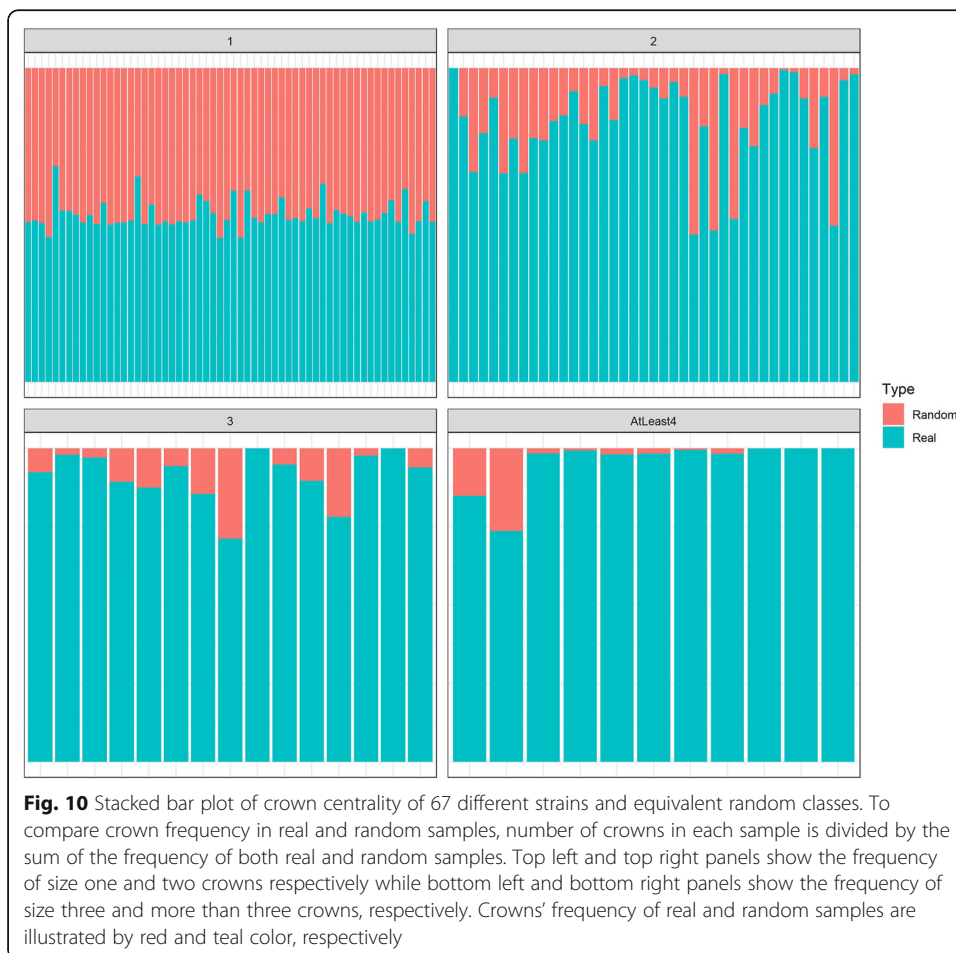 1
2
3
AtLeast4
Type
Random
Real
Fig. 10 Stacked bar plot of crown centrality of 67 different strains and equivalent random classes. To
compare crown frequency in real and random samples, number of crowns in each sample is divided by the
sum of the frequency of both real and random samples. Top left and top right panels show the frequency
of size one and two crowns respectively while bottom left and bottom right panels show the frequency of
size three and more than three crowns, respectively. Crowns’ frequency of real and random samples are
illustrated by red and teal color, respectively